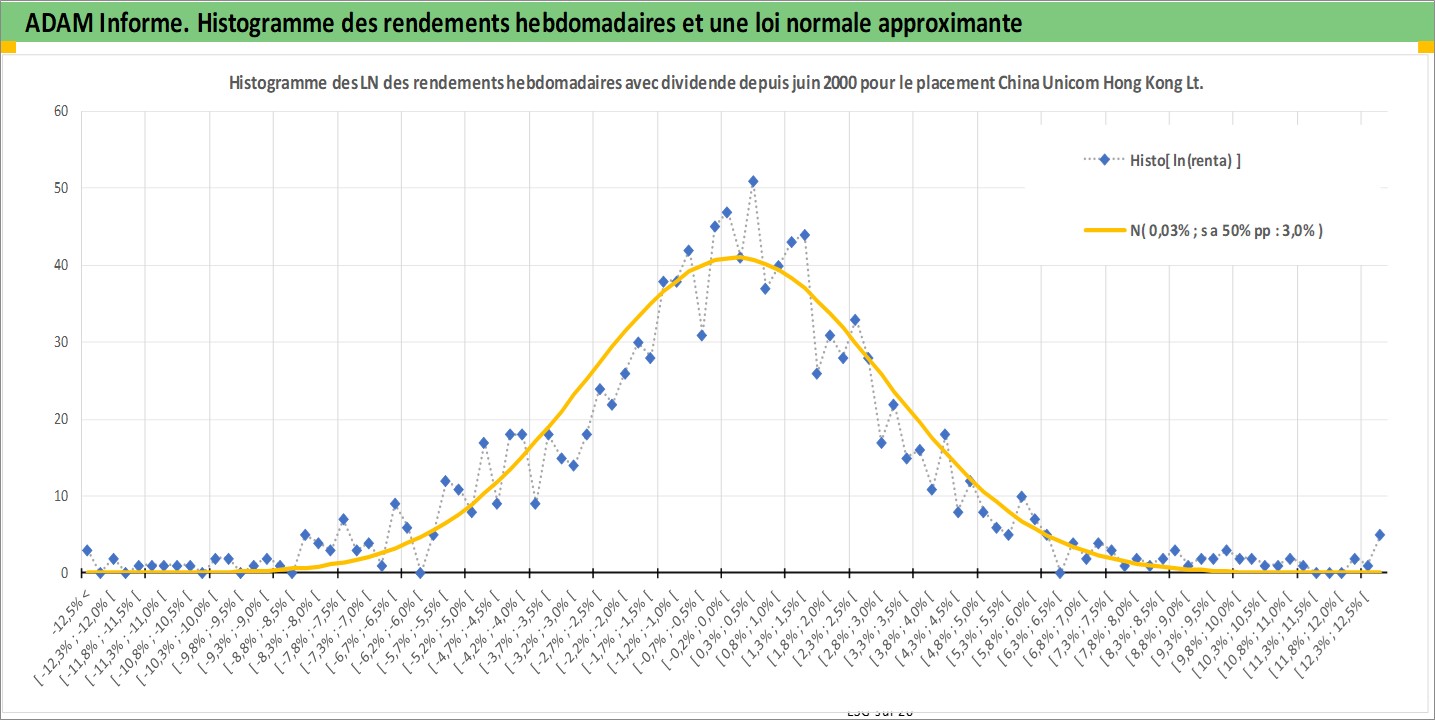 ADAM Informe. Histogramme des rendements hebdomadaires et une loi normale approximante
Histogramme des LN des rendements hebdomadaires avec dividende depuis juin 2000 pour le placement China Unicom Hong Kong Lt.
60
50
40
30
20
10
0
Histo[ ln(renta) ]
N( 0,03% ; s a 50% pp : 3,0% )
-12,5% <
[ -12,3% ; -12,0% [
[ -11,8% ; -11,5% [
[ -11,3% ; -11,0% [
[ -10,8% ; -10,5% [
[ -10,3% ; -10,0% [
[ -9,8% ; -9,5% [
[ -9,3% ; -9,0% [
[ -8,8% ; -8,5% [
[ -8,3% ; -8,0% [
[ -7,8% ; -7,5% [
[ -7,3% ; -7,0% [
[ -6,7% ; -6,5% [
[ -6,2% ; -6,0% [
[ -5,7% ; -5,5% [
[ -5,2% ; -5,0% [
[ -4,7% ; -4,5% [
[ -4,2% ; -4,0% [
[ -3,7% ; -3,5% [
[ -3,2% ; -3,0% [
[ -2,7% ; -2,5% [
[ -2,2% ; -2,0% [
[ -1,7% ; -1,5% [
[ -1,2% ; -1,0% [
[ -0,7% ; -0,5% [
[ -0,2% ; 0,0% [
[ 0,3% ; 0,5% [
[ 0,8% ; 1,0% [
[ 1,3% ; 1,5% [
[ 1,8% ; 2,0% [
[ 2,3% ; 2,5% [
[ 2,8% ; 3,0% [
[ 3,3% ; 3,5% [
[ 3,8% ; 4,0% [
[ 4,3% ; 4,5% [
[ 4,8% ; 5,0% [
[ 5,3% ; 5,5% [
[ 5,8% ; 6,0% [
[ 6,3% ; 6,5% [
[ 6,8% ; 7,0% [
[ 7,3% ; 7,5% [
[ 7,8% ; 8,0% [
[ 8,3% ; 8,5% [
[ 8,8% ; 9,0% [
[ 9,3% ; 9,5% [
[ 9,8% ; 10,0% [
[ 10,3% ; 10,5% [
[ 10,8% ; 11,0% [
[ 11,3% ; 11,5% [
[ 11,8% ; 12,0% [
[ 12,3% ; 12,5% [